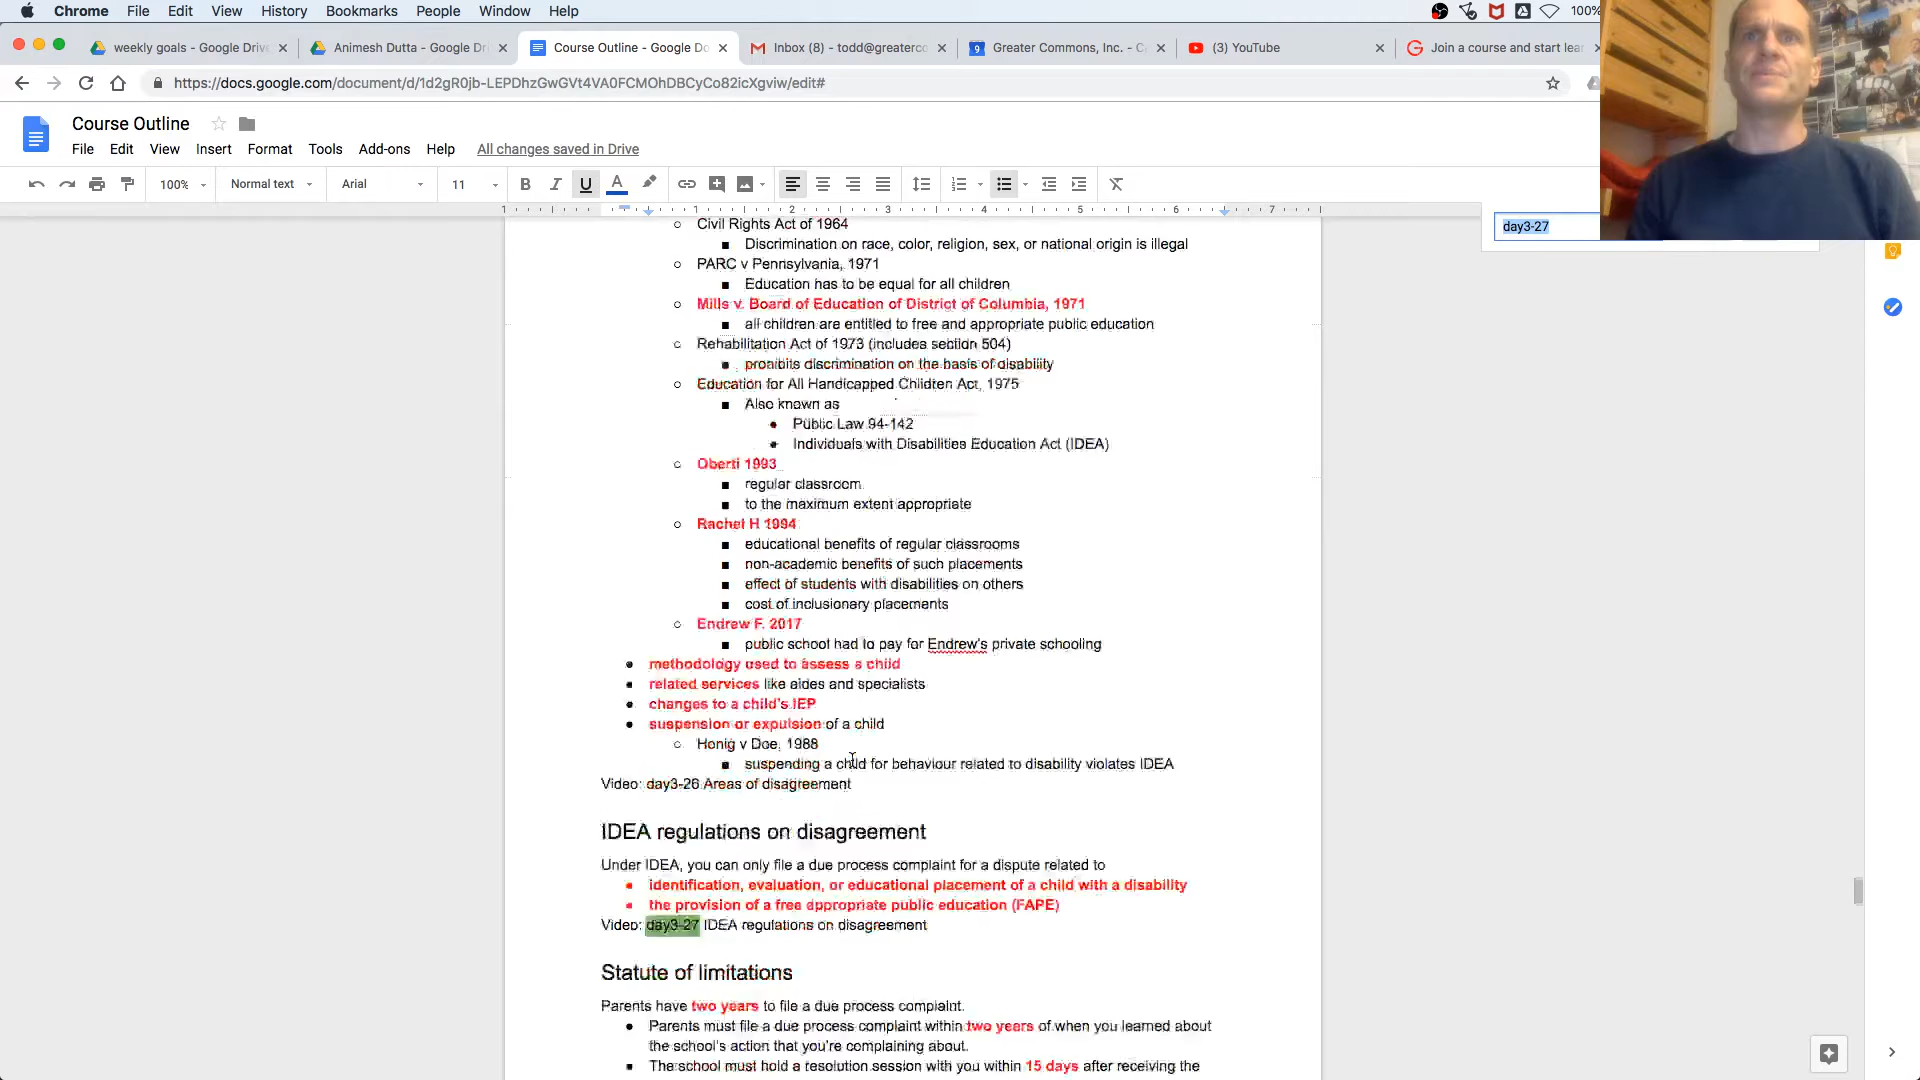 Chrome File Edit View History Bookmarks People Window Help 100%
weekly goals - Google Drive
Animesh Dutta - Google Dr
Course Outline - Google Do
Inbox (8) - todd@greaterco
Greater Commons, Inc. - C
(3) YouTube
Join a course and start lea
https://docs.google.com/document/d/1d2gR0jb-LEPDhzGwGVt4VA0FCMOhDBCyCo82icXgviw/edit#
Course Outline
File Edit View Insert Format Tools Add-ons Help All changes saved in Drive
100% Normal text Arial 11 B I U A
1 1 2 3 4 5 6 7
day3-27
Civil Rights Act of 1964
Discrimination on race, color, religion, sex, or national origin is illegal
PARC v Pennsylvania, 1971
Education has to be equal for all children
Mills v. Board of Education of District of Columbia, 1971
all children are entitled to free and appropriate public education
Rehabilitation Act of 1973 (includes section 504)
prohibits discrimination on the basis of disability
Education for All Handicapped Children Act, 1975
Also known as
Public Law 94-142
Individuals with Disabilities Education Act (IDEA)
Oberti 1993
regular classroom
to the maximum extent appropriate
Rachel H 1994
educational benefits of regular classrooms
non-academic benefits of such placements
effect of students with disabilities on others
cost of inclusionary placements
Endrew F. 2017
public school had to pay for Endrew's private schooling
methodology used to assess a child
related services like aides and specialists
changes to a child's IEP
suspension or expulsion of a child
Honig v Doe, 1988
suspending a child for behaviour related to disability violates IDEA
Video: day3-26 Areas of disagreement
IDEA regulations on disagreement
Under IDEA, you can only file a due process complaint for a dispute related to
identification, evaluation, or educational placement of a child with a disability
the provision of a free appropriate public education (FAPE)
Video: day3-27 IDEA regulations on disagreement
Statute of limitations
Parents have two years to file a due process complaint.
Parents must file a due process complaint within two years of when you learned about
the school's action that you're complaining about.
The school must hold a resolution session with you within 15 days after receiving the